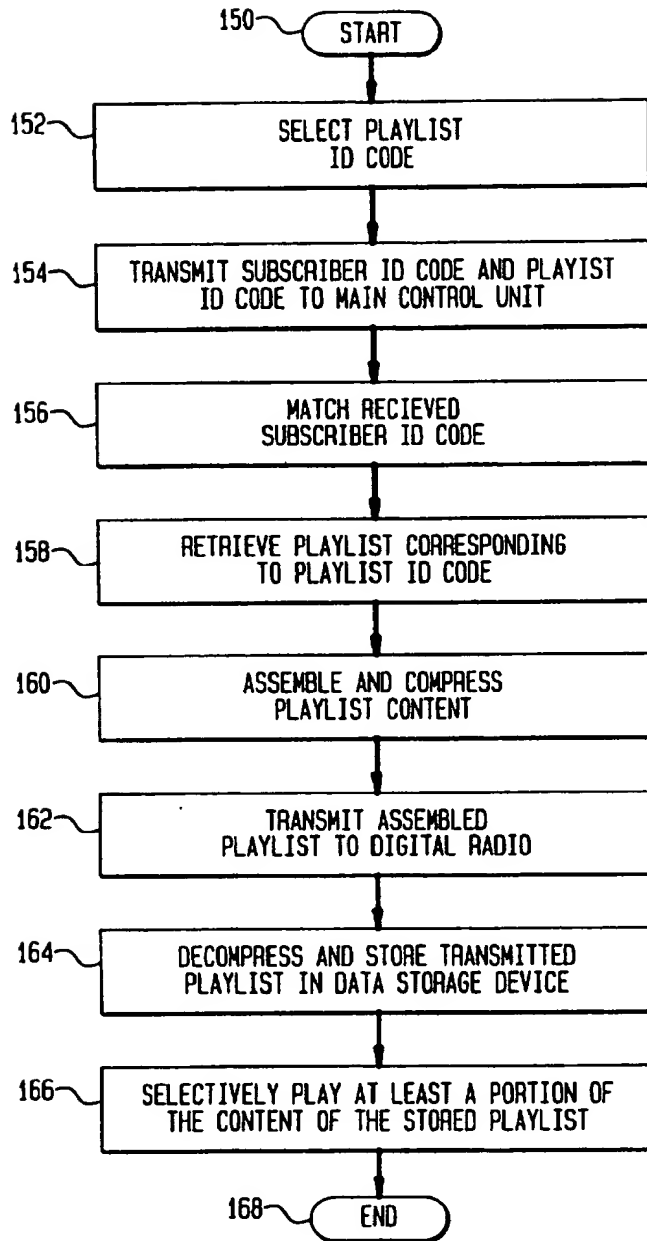 150
START
152
SELECT PLAYLIST
ID CODE
154
TRANSMIT SUBSCRIBER ID CODE AND PLAYIST
ID CODE TO MAIN CONTROL UNIT
156
MATCH RECIEVED
SUBSCRIBER ID CODE
158
RETRIEVE PLAYLIST CORRESPONDING
TO PLAYLIST ID CODE
160
ASSEMBLE AND COMPRESS
PLAYLIST CONTENT
162
TRANSMIT ASSEMBLED
PLAYLIST TO DIGITAL RADIO
164
DECOMPRESS AND STORE TRANSMITTED
PLAYLIST IN DATA STORAGE DEVICE
166
SELECTIVELY PLAY AT LEAST A PORTION OF
THE CONTENT OF THE STORED PLAYLIST
168
END